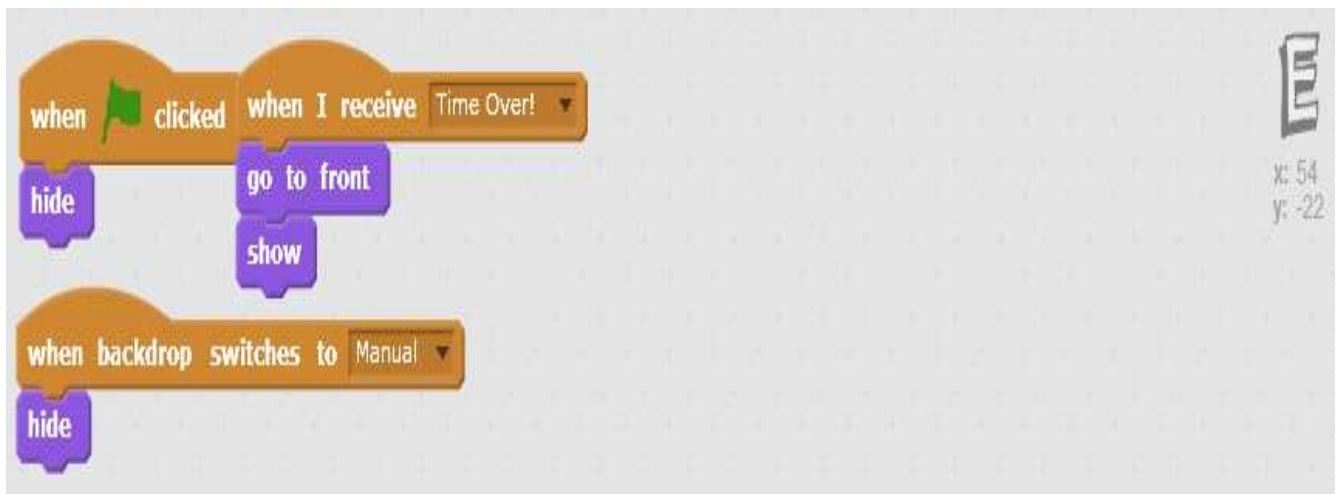 when clicked
hide
when I receive Time Over!
go to front
show
when backdrop switches to Manual
hide
E
x: 54
y: -22